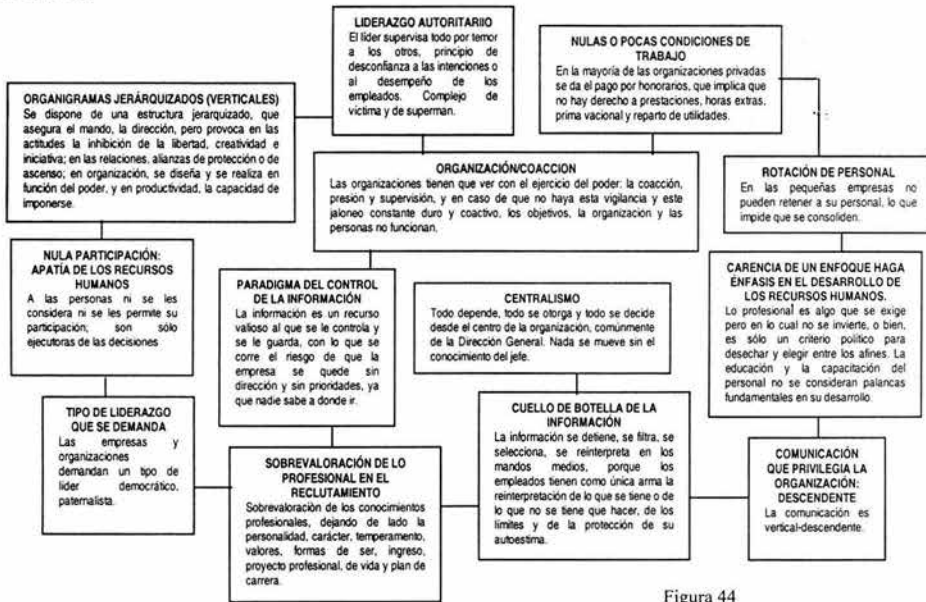 LIDERAZGO AUTORITARIIO
El líder supervisa todo por temor
a los otros, principio de
desconfianza a las intenciones o
al desempeño de los
empleados. Complejo de
víctima y de superman.
NULAS O POCAS CONDICIONES DE
TRABAJO
En la mayoría de las organizaciones privadas
se da el pago por honorarios, que implica que
no hay derecho a prestaciones, horas extras,
prima vacional y reparto de utilidades.
ORGANIGRAMAS JERÁRQUIZADOS (VERTICALES)
Se dispone de una estructura jerarquizado, que
asegura el mando, la dirección, pero provoca en las
actitudes la inhibición de la libertad, creatividad e
iniciativa; en las relaciones, alianzas de protección o de
ascenso; en organización, se diseña y se realiza en
función del poder, y en productividad, la capacidad de
imponerse.
ORGANIZACIÓN/COACCION
Las organizaciones tienen que ver con el ejercicio del poder: la coacción,
presión y supervisión, y en caso de que no haya esta vigilancia y este
jaloneo constante duro y coactivo, los objetivos, la organización y las
personas no funcionan.
ROTACIÓN DE PERSONAL
En las pequeñas empresas no
pueden retener a su personal, lo que
impide que se consoliden.
NULA PARTICIPACIÓN:
APATÍA DE LOS RECURSOS
HUMANOS
A las personas ni se les
considera ni se les permite su
participación; son sólo
ejecutoras de las decisiones
PARADIGMA DEL CONTROL
DE LA INFORMACIÓN
La información es un recurso
valioso al que se le controla y
se le guarda, con lo que se
corre el riesgo de que la
empresa se quede sin
dirección y sin prioridades, ya
que nadie sabe a donde ir.
CENTRALISMO
Todo depende, todo se otorga y todo se decide
desde el centro de la organización, comúnmente
de la Dirección General. Nada se mueve sin el
conocimiento del jefe.
CARENCIA DE UN ENFOQUE HAGA
ÉNFASIS EN EL DESARROLLO DE
LOS RECURSOS HUMANOS.
Lo profesional es algo que se exige
pero en lo cual no se invierte, o bien,
es sólo un criterio político para
desechar y elegir entre los afines. La
educación y la capacitación del
personal no se consideran palancas
fundamentales en su desarrollo.
TIPO DE LIDERAZGO
QUE SE DEMANDA
Las empresas y
organizaciones
demandan un tipo de
líder democrático,
paternalista.
SOBREVALORACIÓN DE LO
PROFESIONAL EN EL
RECLUTAMIENTO
Sobrevaloración de los conocimientos
profesionales, dejando de lado la
personalidad, carácter, temperamento,
valores, formas de ser, ingreso,
proyecto profesional, de vida y plan de
carrera.
CUELLO DE BOTELLA DE LA
INFORMACIÓN
La información se detiene, se filtra, se
selecciona, se reinterpreta en los
mandos medios, porque los
empleados tienen como única arma la
reinterpretación de lo que se tiene o de
lo que no se tiene que hacer, de los
límites y de la protección de su
autoestima.
COMUNICACIÓN
QUE PRIVILEGIA LA
ORGANIZACIÓN:
DESCENDENTE
La comunicación es
vertical-descendente.
Figura 44